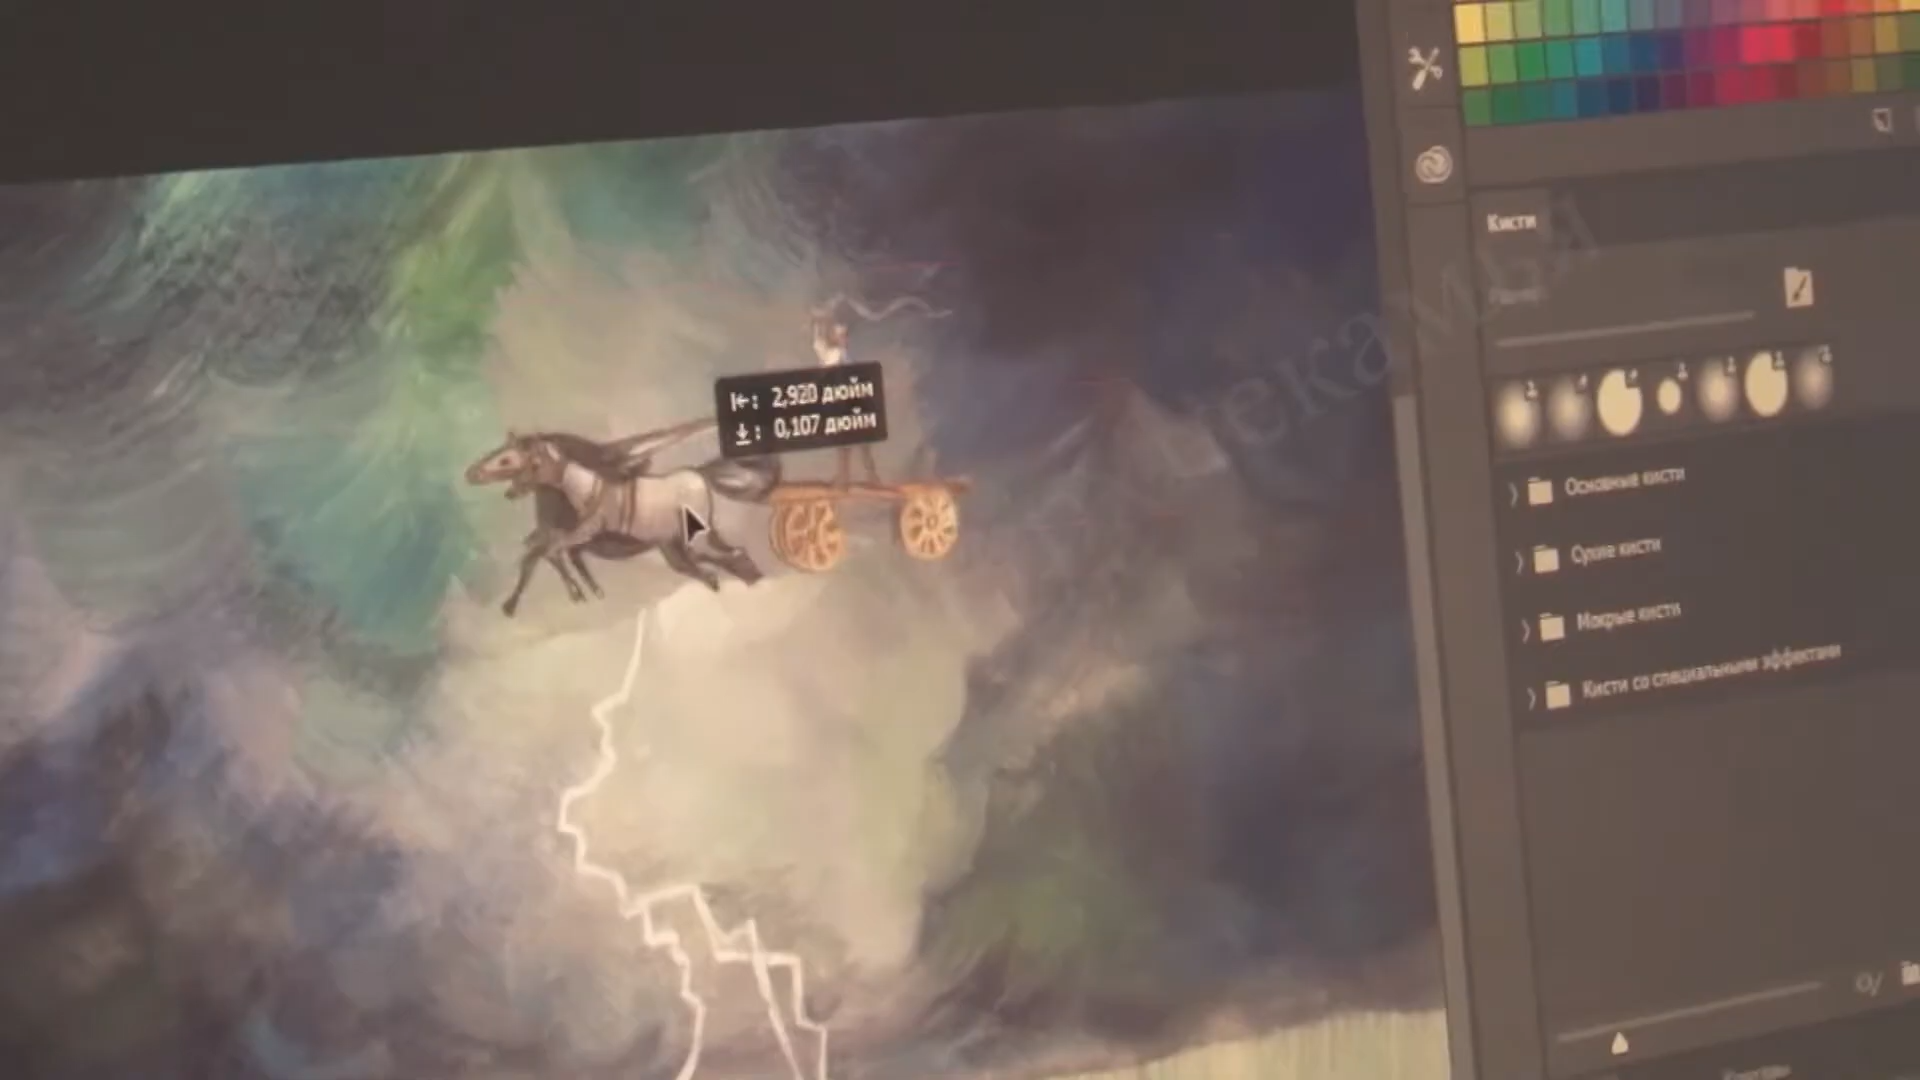 Кисти
|←: 2,920 дюйм
↓: 0,107 дюйм
Основные кисти
Сухие кисти
Мокрые кисти
Кисти со специальными эффектами